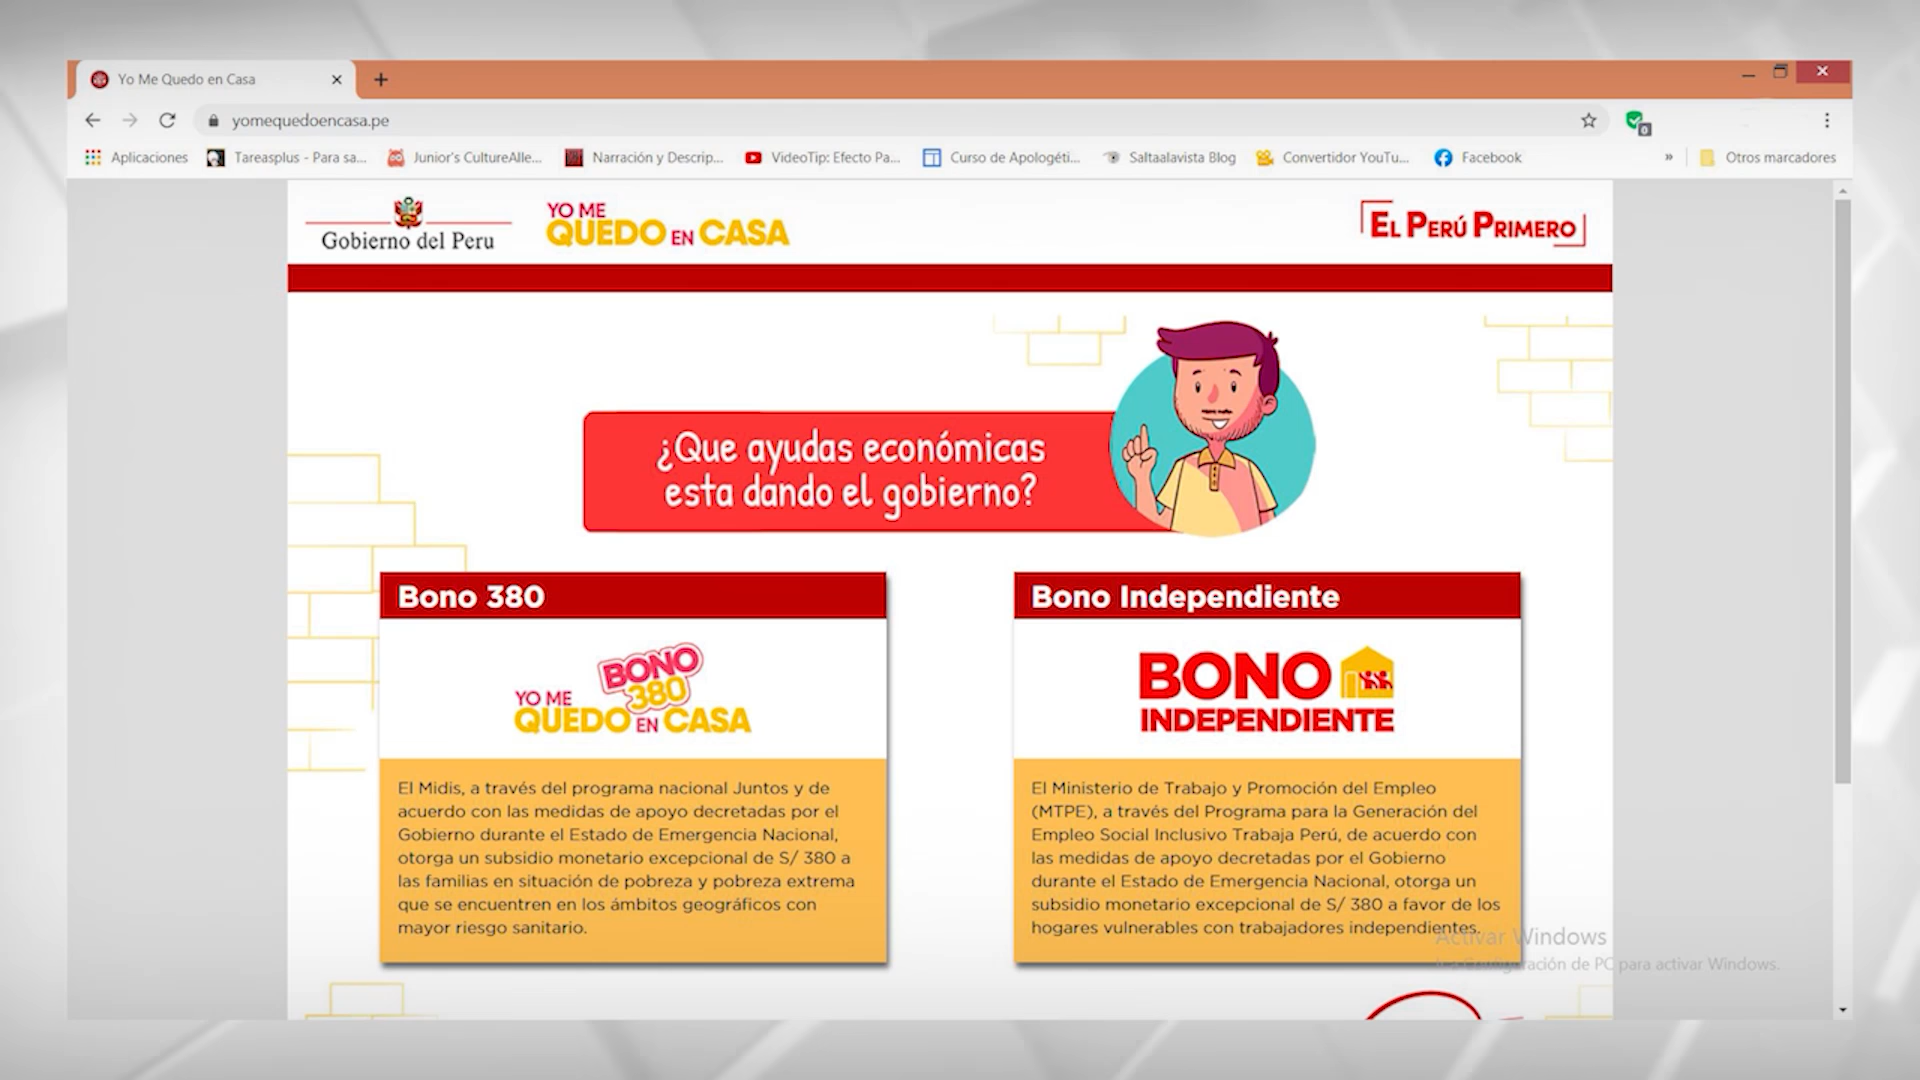 Yo Me Quedo en Casa
yomequedoencasa.pe
Aplicaciones
Tareasplus - Para sa...
Junior's CultureAlle...
Narración y Descrip...
VideoTip: Efecto Pa...
Curso de Apologéti...
Saltaalavista Blog
Convertidor YouTu...
Facebook
»
Otros marcadores
Gobierno del Peru
YO ME
QUEDO EN CASA
EL PERÚ PRIMERO
¿Que ayudas económicas
esta dando el gobierno?
Bono 380
BONO
380
YO ME
QUEDO EN CASA
El Midis, a través del programa nacional Juntos y de
acuerdo con las medidas de apoyo decretadas por el
Gobierno durante el Estado de Emergencia Nacional,
otorga un subsidio monetario excepcional de S/ 380 a
las familias en situación de pobreza y pobreza extrema
que se encuentren en los ámbitos geográficos con
mayor riesgo sanitario.
Bono Independiente
BONO
INDEPENDIENTE
El Ministerio de Trabajo y Promoción del Empleo
(MTPE), a través del Programa para la Generación del
Empleo Social Inclusivo Trabaja Perú, de acuerdo con
las medidas de apoyo decretadas por el Gobierno
durante el Estado de Emergencia Nacional, otorga un
subsidio monetario excepcional de S/ 380 a favor de los
hogares vulnerables con trabajadores independientes.
Activar Windows
Configuración de PC para activar Windows.